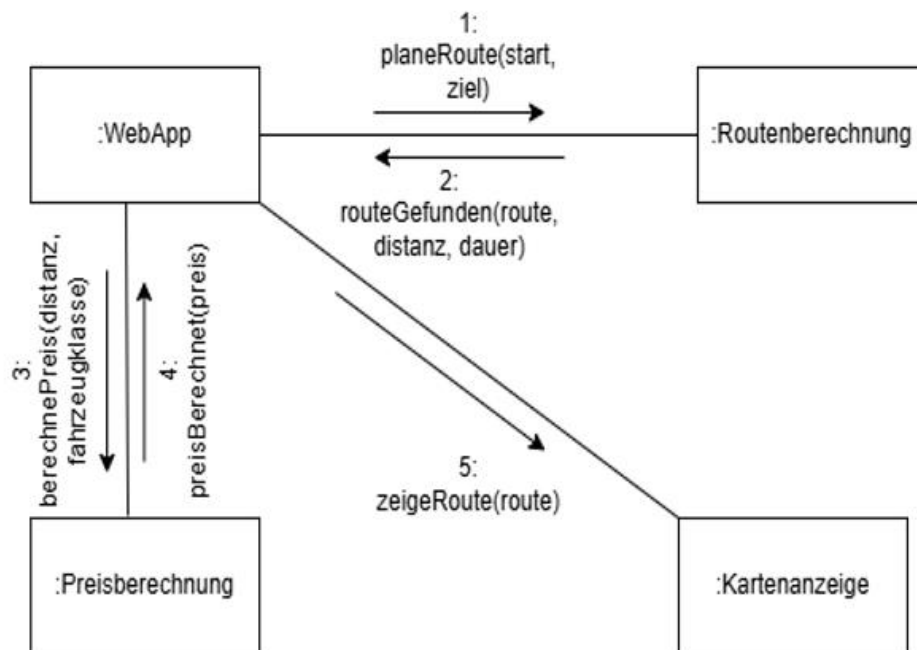 1:
planeRoute(start,
ziel)
:WebApp
:Routenberechnung
2:
routeGefunden(route,
distanz, dauer)
3:
berechnePreis(distanz,
fahrzeugklasse)
4:
preisBerechnet(preis)
5:
zeigeRoute(route)
:Preisberechnung
:Kartenanzeige